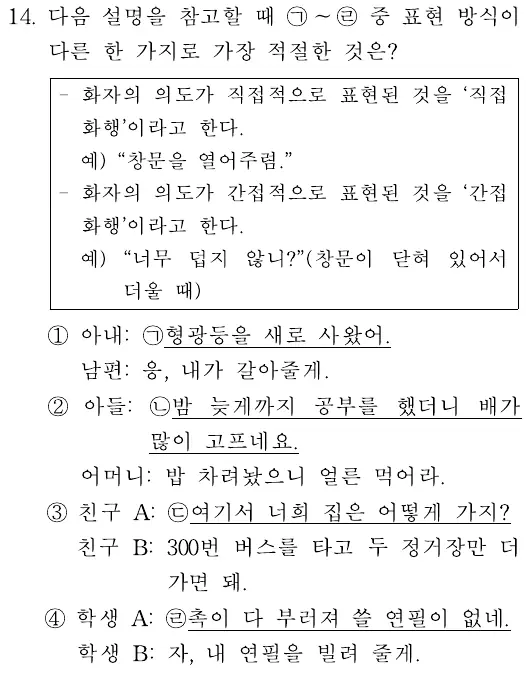 14. 다음 설명을 참고할 때 ㉠ ~ ㉣ 중 표현 방식이
다른 한 가지로 가장 적절한 것은?
- 화자의 의도가 직접적으로 표현된 것을 ‘직접
화행’이라고 한다.
예) “창문을 열어주렴.”
- 화자의 의도가 간접적으로 표현된 것을 ‘간접
화행’이라고 한다.
예) “너무 덥지 않니?”(창문이 닫혀 있어서
더울 때)
① 아내: ㉠형광등을 새로 사왔어.
남편: 응, 내가 갈아줄게.
② 아들: ㉡밤 늦게까지 공부를 했더니 배가
많이 고프네요.
어머니: 밥 차려놨으니 얼른 먹어라.
③ 친구 A: ㉢여기서 너희 집은 어떻게 가지?
친구 B: 300번 버스를 타고 두 정거장만 더
가면 돼.
④ 학생 A: ㉣촉이 다 부러져 쓸 연필이 없네.
학생 B: 자, 내 연필을 빌려 줄게.